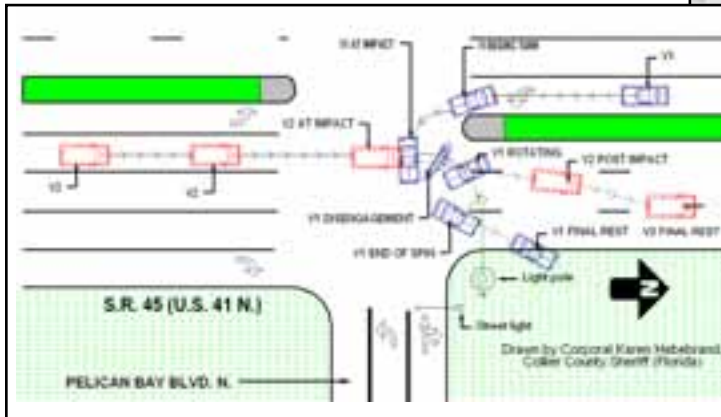 V1 AT IMPACT
V1 BEGINS TURN
V1
V2 AT IMPACT
V1 ROTATING
V2 POST IMPACT
V2
V2
V1 DISENGAGEMENT
V1 FINAL REST
V2 FINAL REST
V1 END OF SPIN
Light pole
N
S.R. 45 (U.S. 41 N.)
Street light
Drawn by Corporal Karen Hebebrand
Collier County Sheriff (Florida)
PELICAN BAY BLVD. N.